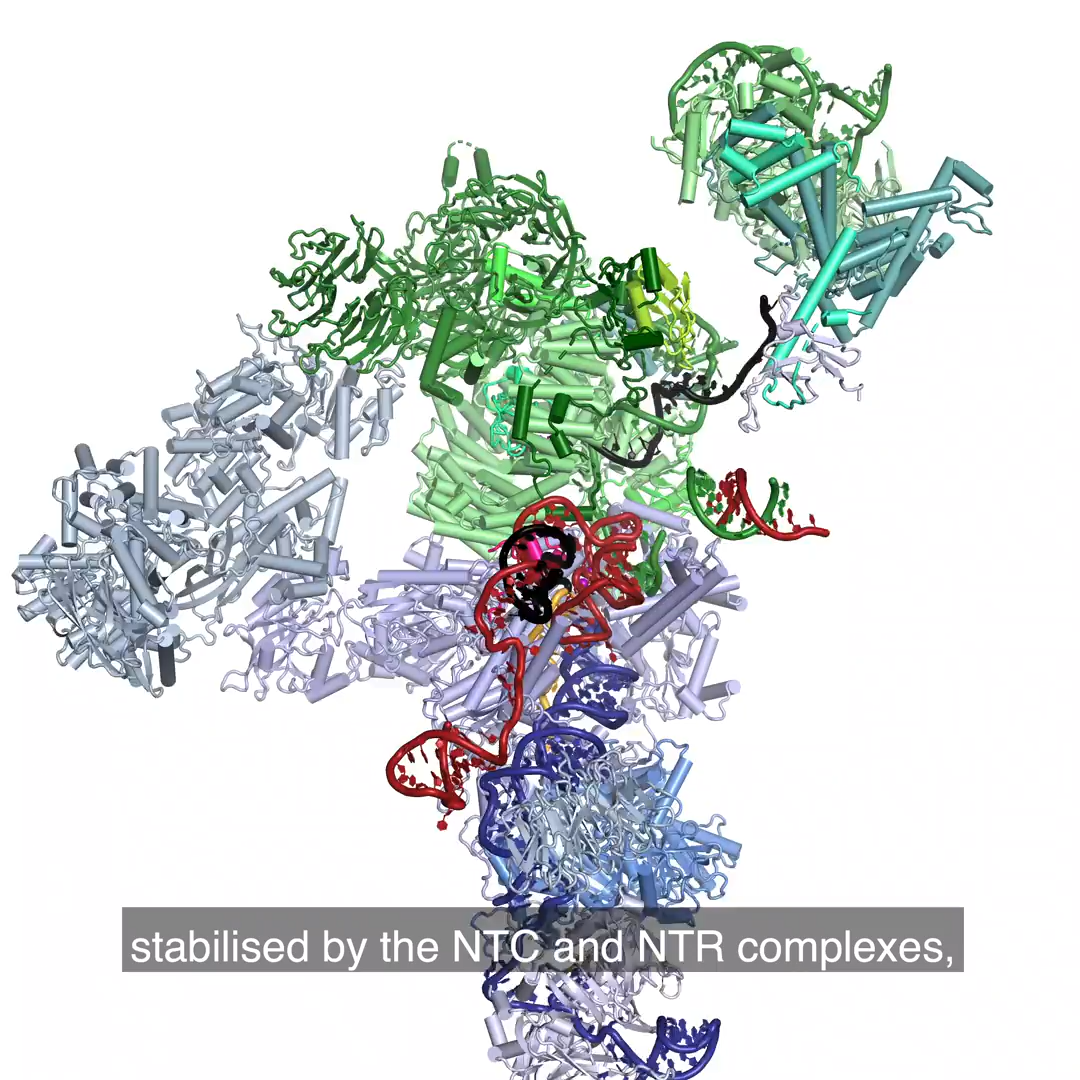 stabilised by the NTC and NTR complexes,